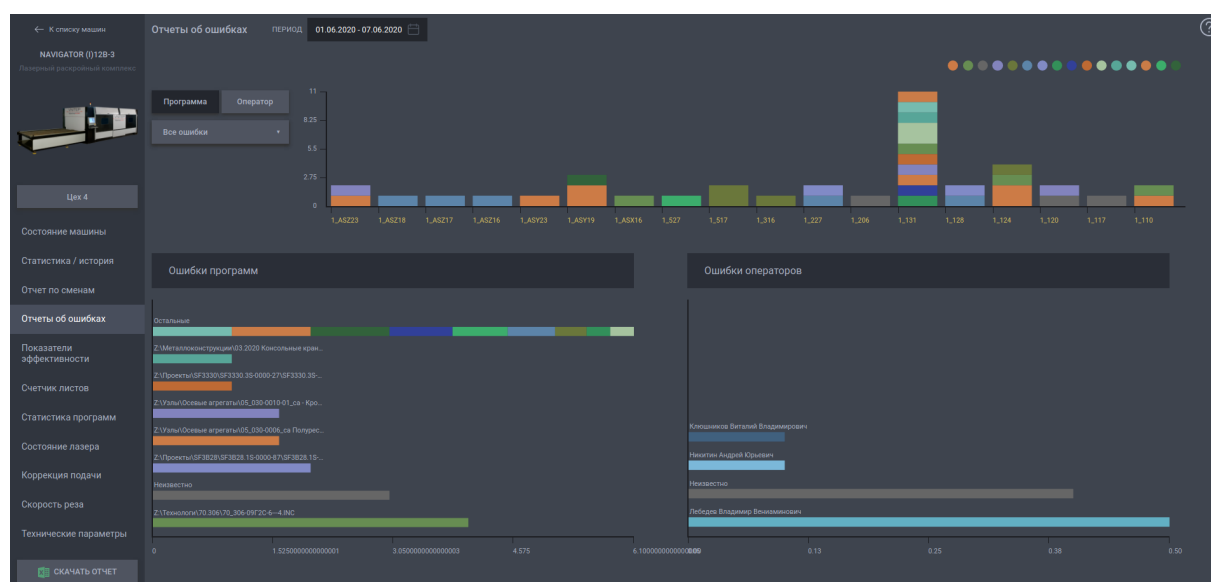 ← К списку машин
Отчеты об ошибках
ПЕРИОД
01.06.2020 - 07.06.2020
?
NAVIGATOR (I)12B-3
Лазерный раскройный комплекс
Программа
Оператор
Все ошибки
11
8.25
5.5
2.75
0
1_ASZ23 1_ASZ18 1_ASZ17 1_ASZ16 1_ASY23 1_ASY19 1_ASX16 1_527 1_517 1_316 1_227 1_206 1_131 1_128 1_124 1_120 1_117 1_110
Цех 4
Состояние машины
Статистика / история
Отчет по сменам
Отчеты об ошибках
Показатели
эффективности
Счетчик листов
Статистика программ
Состояние лазера
Коррекция подачи
Скорость реза
Технические параметры
СКАЧАТЬ ОТЧЕТ
Ошибки программ
Остальные
Z:\Металлоконструкции\03.2020 Консольные кран...
Z:\Проекты\SF3330\SF3330.35-0000-27\SF3330.35-...
Z:\Узлы\Осевые агрегаты\05_030-0010-01_са - Кро...
Z:\Узлы\Осевые агрегаты\05_030-0006_са Полурес...
Z:\Проекты\SF3B28\SF3B28.15-0000-87\SF3B28.15-...
Неизвестно
Z:\Технологи\70.306\70_306-09Г2С-6---4.INC
0 1.5250000000000001 3.0500000000000003 4.575
Ошибки операторов
Клюшников Виталий Владимирович
Никитин Андрей Юрьевич
Неизвестно
Лебедев Владимир Вениаминович
0.13 0.25 0.38 0.50